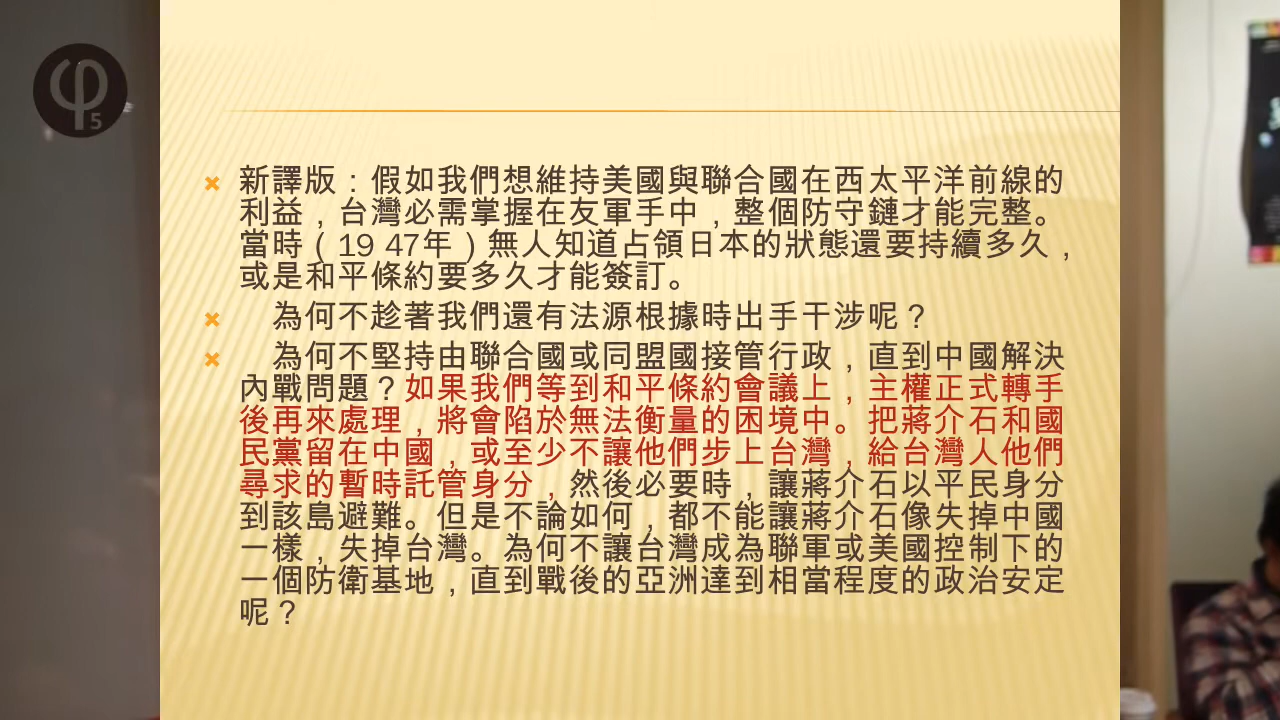 φ5
新譯版：假如我們想維持美國與聯合國在西太平洋前線的
利益，台灣必需掌握在友軍手中，整個防守鏈才能完整。
當時（19 47年）無人知道占領日本的狀態還要持續多久，
或是和平條約要多久才能簽訂。
為何不趁著我們還有法源根據時出手干涉呢？
為何不堅持由聯合國或同盟國接管行政，直到中國解決
內戰問題？如果我們等到和平條約會議上，主權正式轉手
後再來處理，將會陷於無法衡量的困境中。把蔣介石和國
民黨留在中國，或至少不讓他們步上台灣，給台灣人他們
尋求的暫時託管身分，然後必要時，讓蔣介石以平民身分
到該島避難。但是不論如何，都不能讓蔣介石像失掉中國
一樣，失掉台灣。為何不讓台灣成為聯軍或美國控制下的
一個防衛基地，直到戰後的亞洲達到相當程度的政治安定
呢？